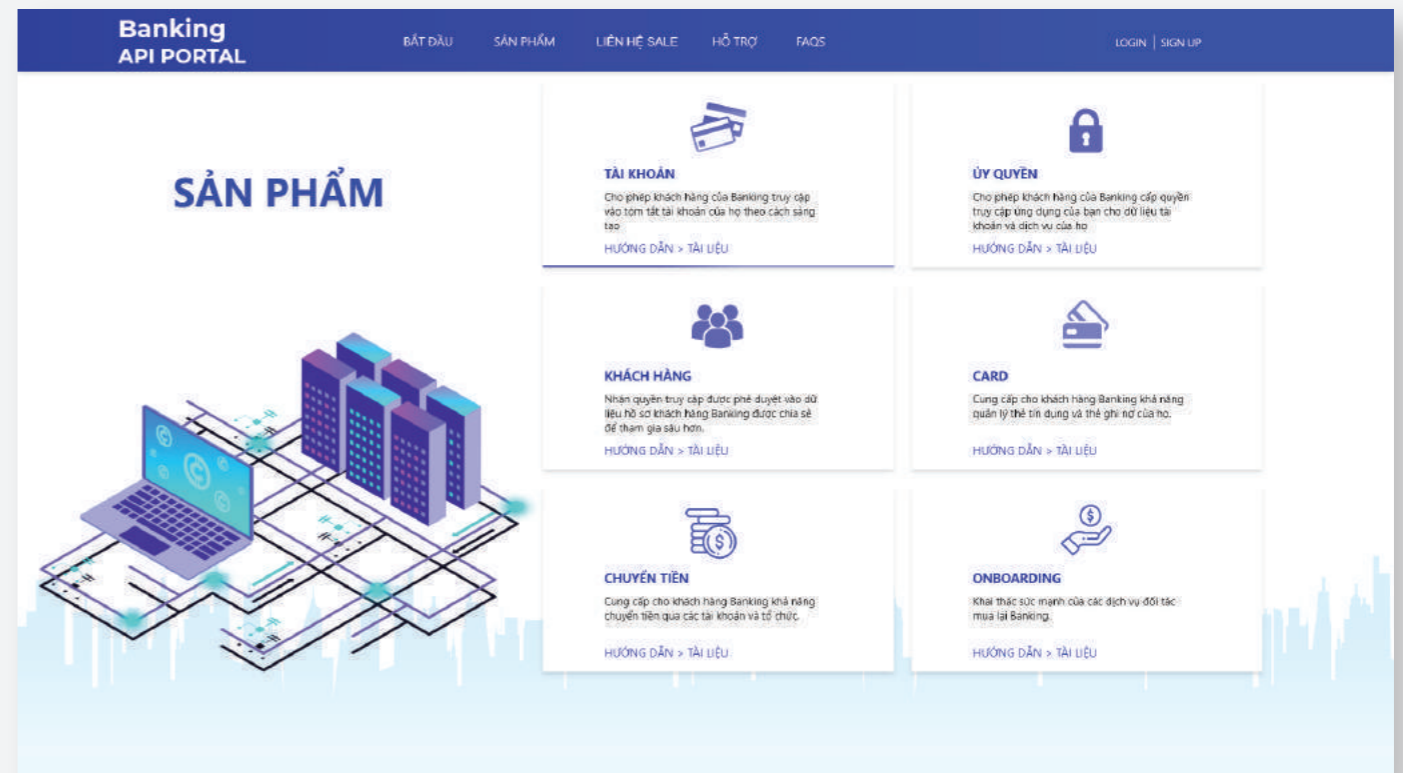 Banking
API PORTAL
BẮT ĐẦU SẢN PHẨM LIÊN HỆ SALE HỖ TRỢ FAQS
LOGIN | SIGN UP
SẢN PHẨM
TÀI KHOẢN
Cho phép khách hàng của Banking truy cập
vào tóm tắt tài khoản của họ theo cách sáng
tạo
HƯỚNG DẪN > TÀI LIỆU
ỦY QUYỀN
Cho phép khách hàng của Banking cấp quyền
truy cập ứng dụng của bạn cho dữ liệu tài
khoản và dịch vụ của họ
HƯỚNG DẪN > TÀI LIỆU
KHÁCH HÀNG
Nhận quyền truy cập được phê duyệt vào dữ
liệu hồ sơ khách hàng Banking được chia sẻ
để tham gia sâu hơn.
HƯỚNG DẪN > TÀI LIỆU
CARD
Cung cấp cho khách hàng Banking khả năng
quản lý thẻ tín dụng và thẻ ghi nợ của họ.
HƯỚNG DẪN > TÀI LIỆU
CHUYỂN TIỀN
Cung cấp cho khách hàng Banking khả năng
chuyển tiền qua các tài khoản và tổ chức.
HƯỚNG DẪN > TÀI LIỆU
ONBOARDING
Khai thác sức mạnh của các dịch vụ đối tác
mua lại Banking.
HƯỚNG DẪN > TÀI LIỆU